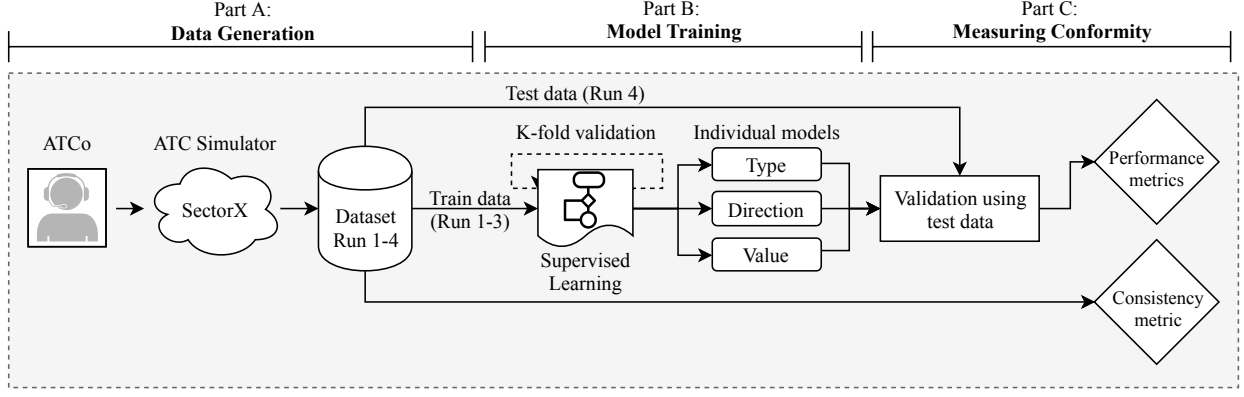 Part A:
Data Generation
Part B:
Model Training
Part C:
Measuring Conformity
Test data (Run 4)
ATCo
ATC Simulator
SectorX
Dataset
Run 1-4
Train data
(Run 1-3)
K-fold validation
Supervised
Learning
Individual models
Type
Direction
Value
Validation using
test data
Performance
metrics
Consistency
metric